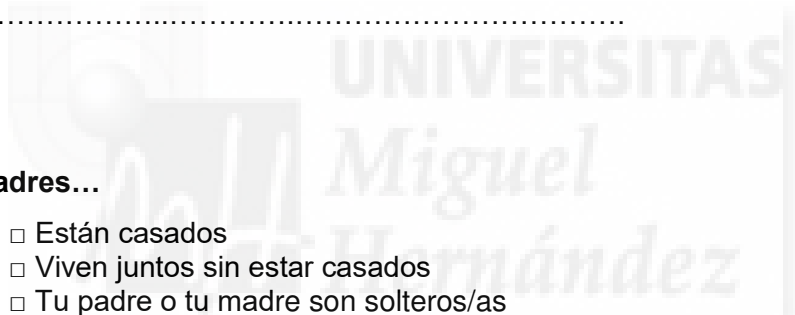 ……………..………….………………………………….
UNIVERSITAS
Miguel
Hernández
adres…
□ Están casados
□ Viven juntos sin estar casados
□ Tu padre o tu madre son solteros/as